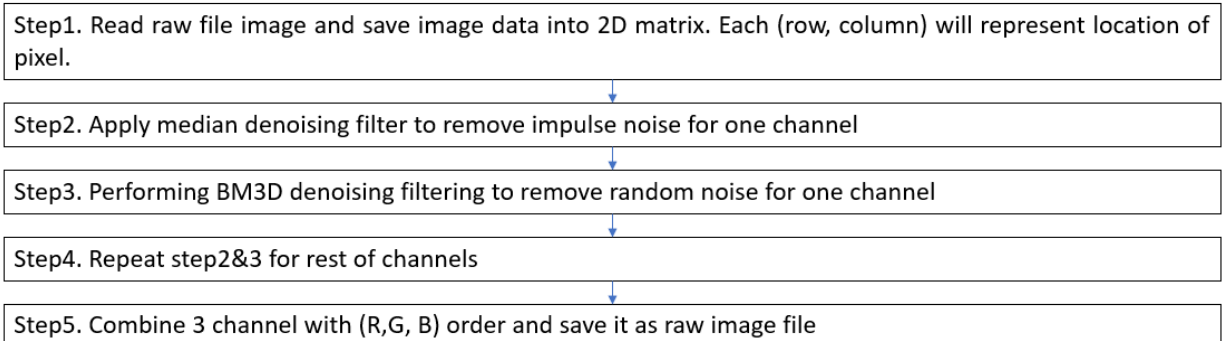 Step1. Read raw file image and save image data into 2D matrix. Each (row, column) will represent location of
pixel.
Step2. Apply median denoising filter to remove impulse noise for one channel
Step3. Performing BM3D denoising filtering to remove random noise for one channel
Step4. Repeat step2&3 for rest of channels
Step5. Combine 3 channel with (R,G, B) order and save it as raw image file